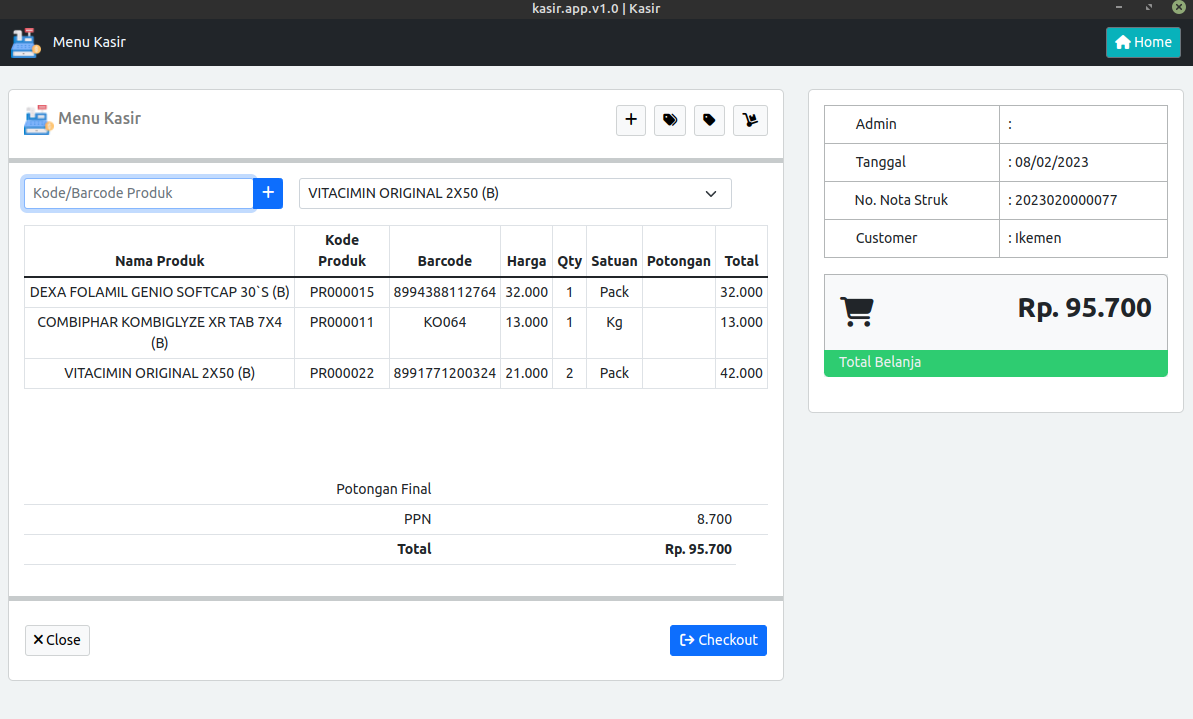 kasir.app.v1.0 | Kasir
Menu Kasir
Home
Menu Kasir
Kode/Barcode Produk
VITACIMIN ORIGINAL 2X50 (B)
Nama Produk Kode Produk Barcode Harga Qty Satuan Potongan Total
DEXA FOLAMIL GENIO SOFTCAP 30`S (B) PR000015 8994388112764 32.000 1 Pack 32.000
COMBIPHAR KOMBIGLYZE XR TAB 7X4 (B) PR000011 KO064 13.000 1 Kg 13.000
VITACIMIN ORIGINAL 2X50 (B) PR000022 8991771200324 21.000 2 Pack 42.000
Potongan Final
PPN 8.700
Total Rp. 95.700
Close
Checkout
Admin :
Tanggal : 08/02/2023
No. Nota Struk : 2023020000077
Customer : Ikemen
Rp. 95.700
Total Belanja